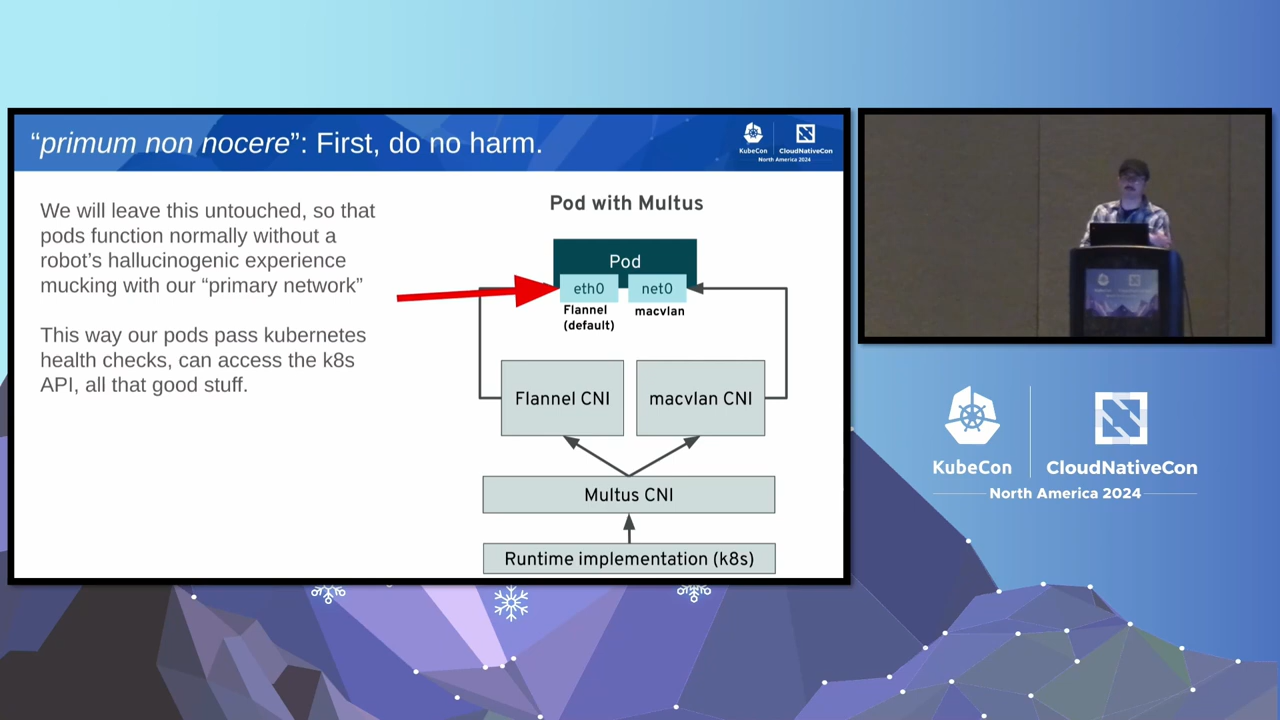 “primum non nocere”: First, do no harm.
KubeCon
CloudNativeCon
North America 2024
We will leave this untouched, so that
pods function normally without a
robot’s hallucinogenic experience
mucking with our “primary network”
This way our pods pass kubernetes
health checks, can access the k8s
API, all that good stuff.
Pod with Multus
Pod
eth0
net0
Flannel
(default)
macvlan
Flannel CNI
macvlan CNI
Multus CNI
Runtime implementation (k8s)
KubeCon
CloudNativeCon
North America 2024